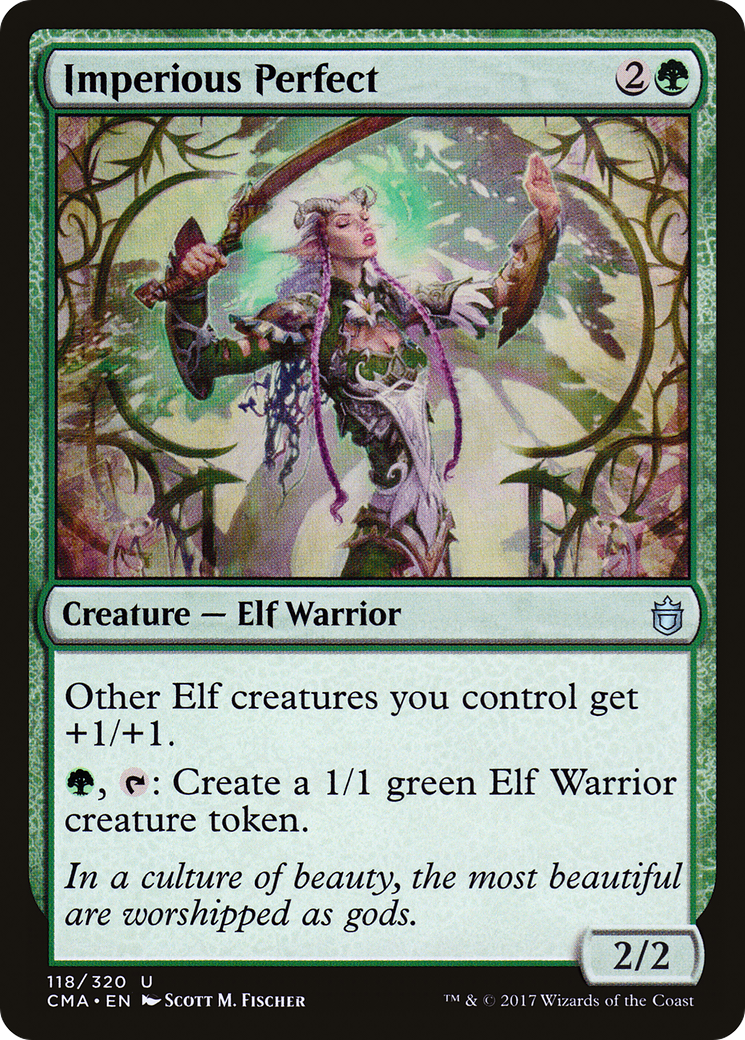 Imperious Perfect 2
Creature — Elf Warrior
Other Elf creatures you control get
+1/+1.
, : Create a 1/1 green Elf Warrior
creature token.
In a culture of beauty, the most beautiful
are worshipped as gods.
2/2
118/320 U
CMA • EN Scott M. Fischer
™ & © 2017 Wizards of the Coast